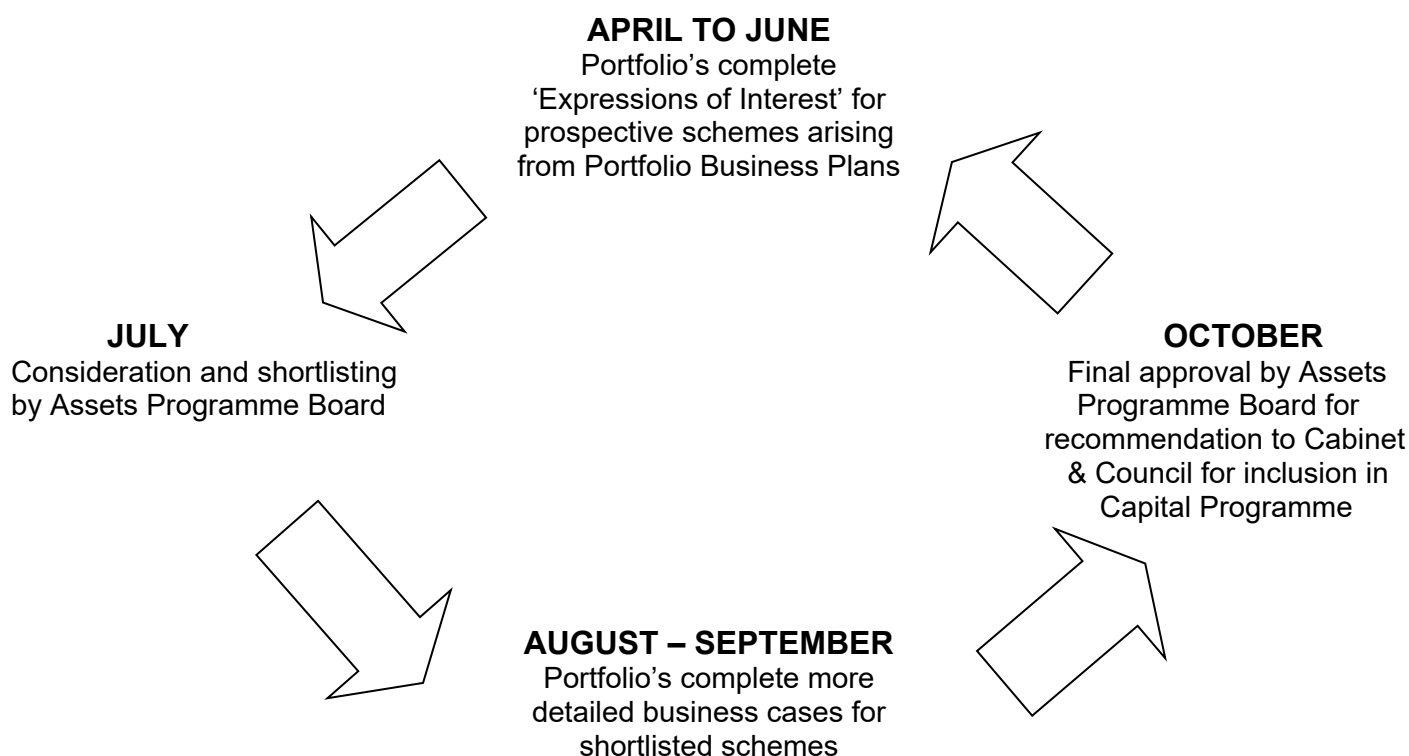 APRIL TO JUNE
Portfolio’s complete
‘Expressions of Interest’ for
prospective schemes arising
from Portfolio Business Plans
JULY
Consideration and shortlisting
by Assets Programme Board
OCTOBER
Final approval by Assets
Programme Board for
recommendation to Cabinet
& Council for inclusion in
Capital Programme
AUGUST – SEPTEMBER
Portfolio’s complete more
detailed business cases for
shortlisted schemes